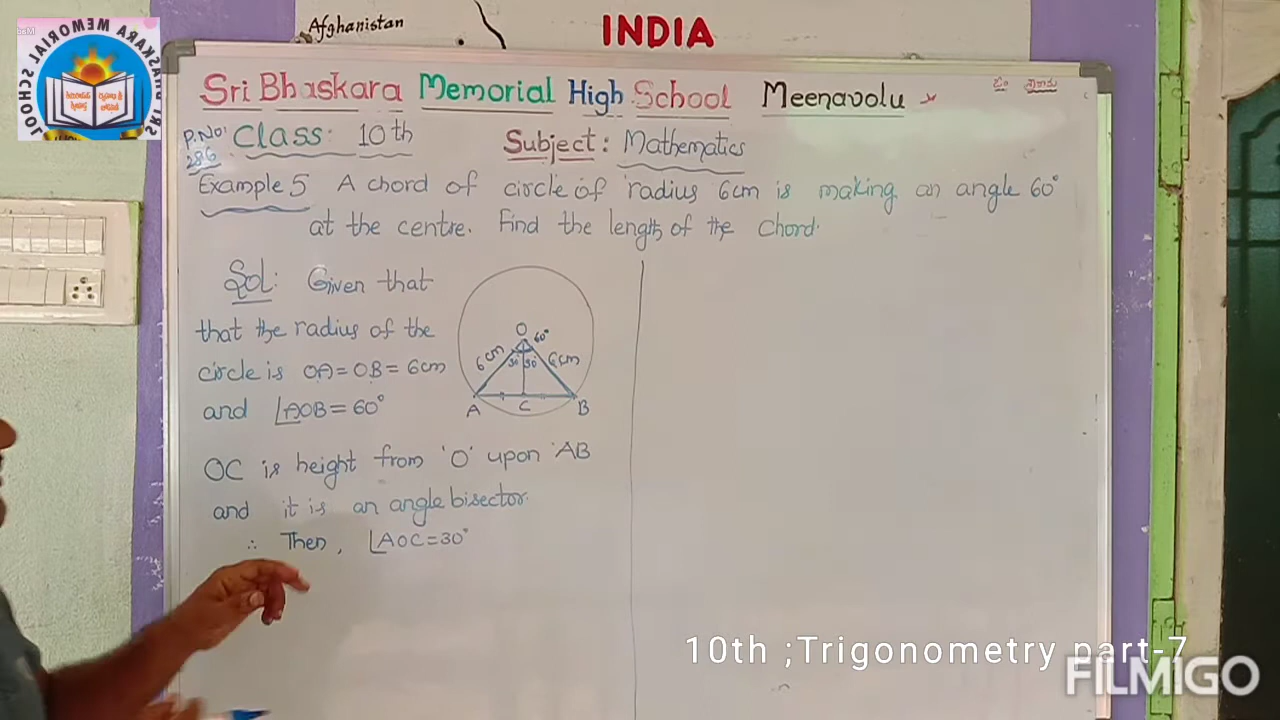 Afghanistan
INDIA
Sri Bhaskara Memorial High School Meenavolu
P.No:
286
Class: 10th Subject: Mathematics
Example 5 A chord of circle of radius 6cm is making an angle 60°
at the centre. Find the length of the chord.
Sol: Given that
that the radius of the
circle is OA = OB = 6cm
and ∠AOB = 60°
O 60°
6cm 30° 30° 6cm
A C B
OC is height from 'O' upon AB
and it is an angle bisector.
∴ Then, ∠AOC = 30°
10th ;Trigonometry part-7
FILMIGO